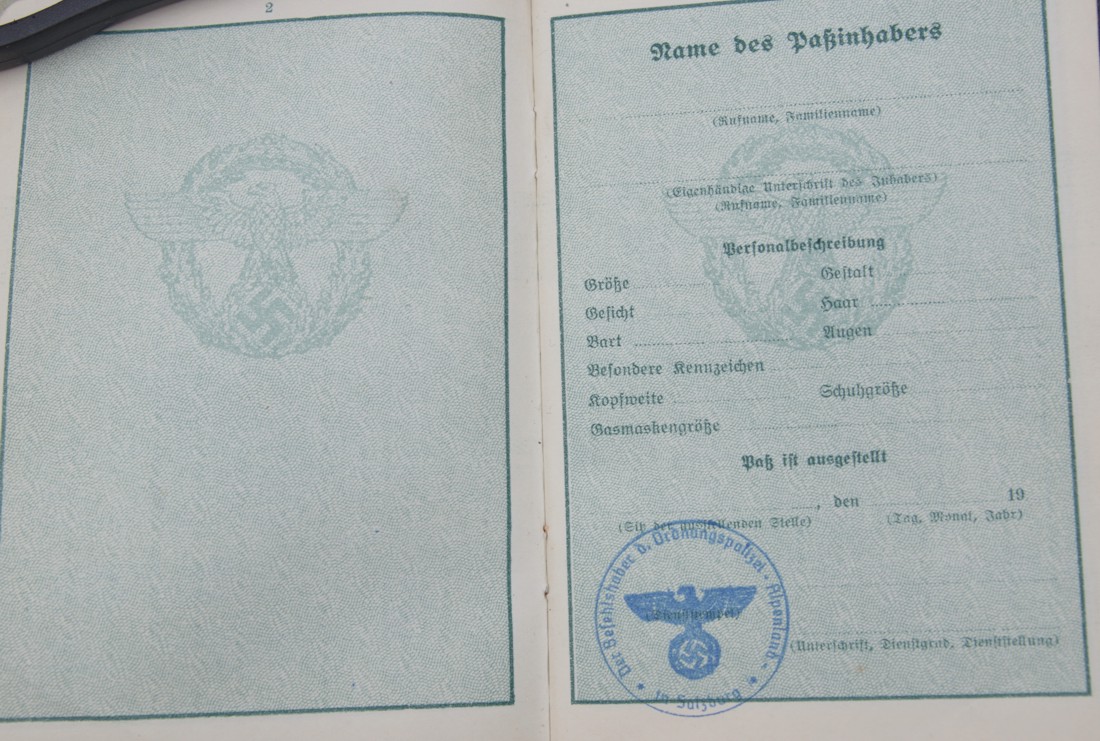 2
Name des Paßinhabers
(Rufname, Familienname)
(Eigenhändige Unterschrift des Inhabers)
(Rufname, Familienname)
Personalbeschreibung
Größe Gestalt
Gesicht Haar
Bart Augen
Besondere Kennzeichen
Kopfweite Schuhgröße
Gasmaskengröße
Paß ist ausgestellt
, den 19
(Sitz der ausstellenden Stelle) (Tag, Monat, Jahr)
Der Befehlshaber d. Ordnungspolizei - Alpenland -
(Dienststempel)
in Salzburg
(Unterschrift, Dienstgrad, Dienststellung)